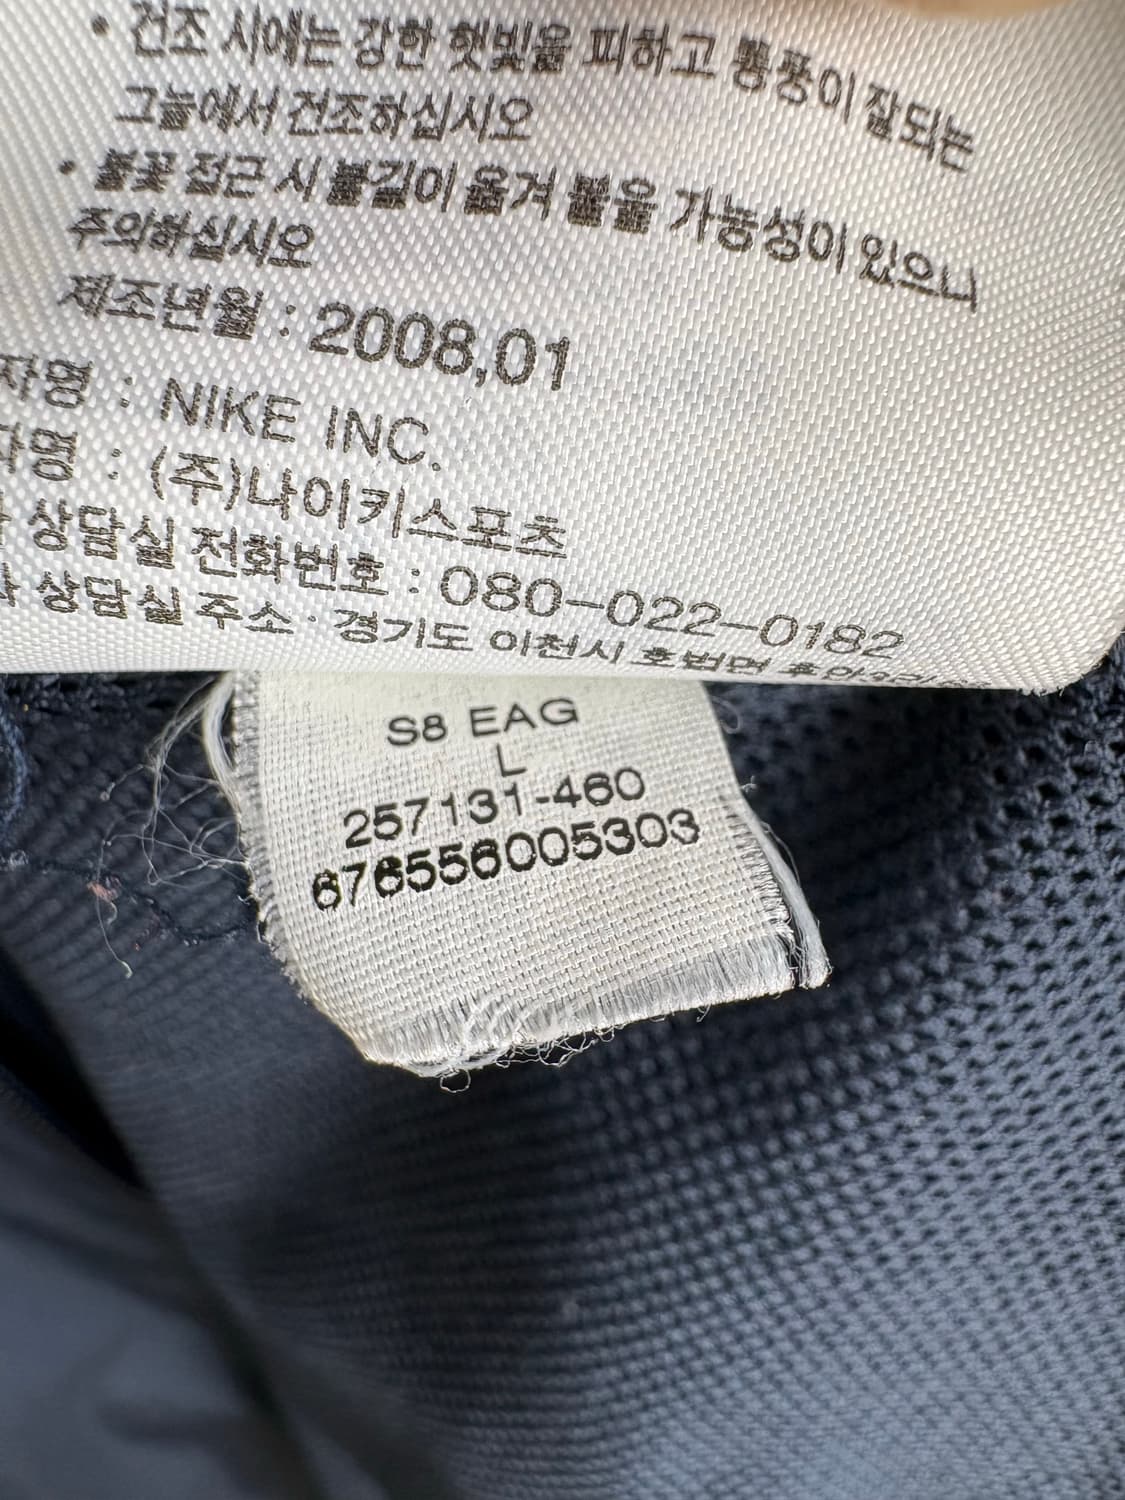 • 건조 시에는 강한 햇빛을 피하고 통풍이 잘되는
그늘에서 건조하십시오
• 불꽃 접근 시 불길이 옮겨 붙을 가능성이 있으니
주의하십시오
제조년월 : 2008,01
자명 : NIKE INC.
자명 : (주)나이키스포츠
상담실 전화번호 : 080-022-0182
상담실 주소 : 경기도 이천시 호법면
S8 EAG
L
257131-460
676556005303